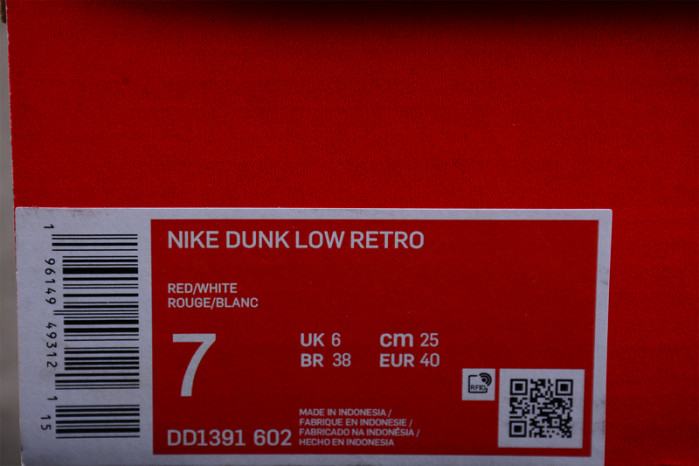 1 96149 49312 1 15
NIKE DUNK LOW RETRO
RED/WHITE
ROUGE/BLANC
7
UK 6 cm 25
BR 38 EUR 40
RFID
DD1391 602
MADE IN INDONESIA /
FABRIQUE EN INDONESIE /
FABRICADO NA INDONÉSIA /
HECHO EN INDONESIA